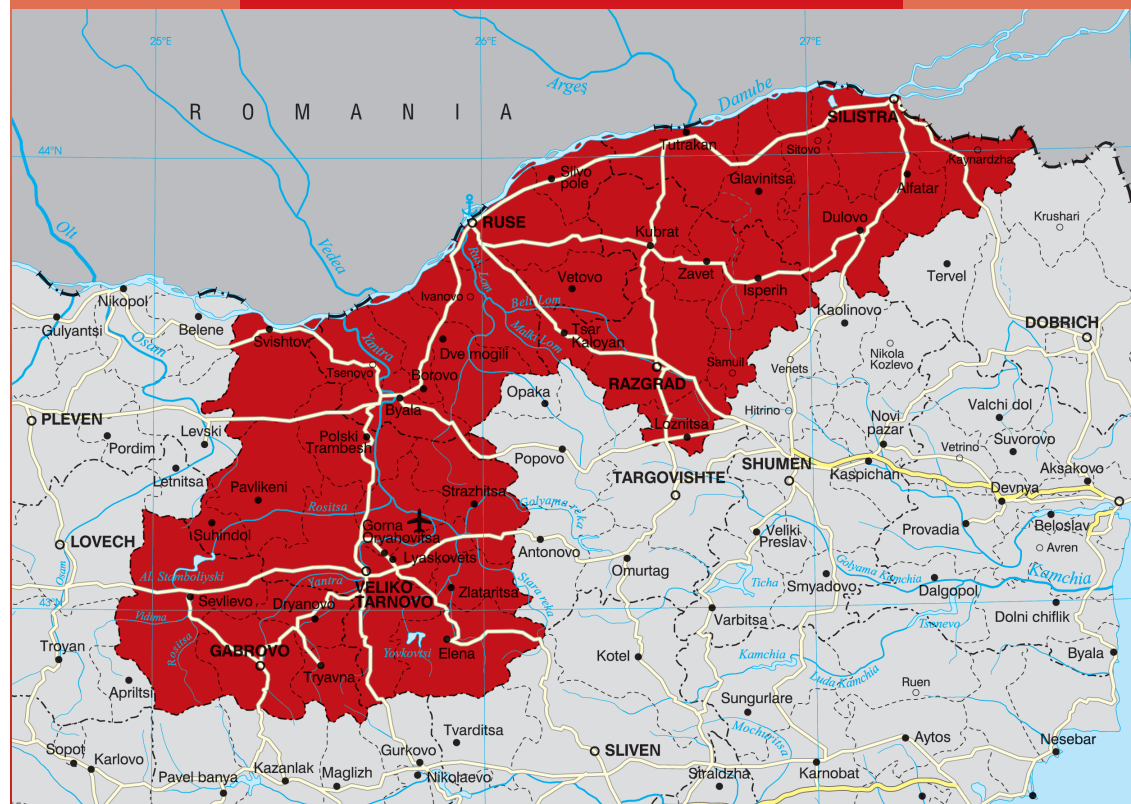 25°E
26°E
27°E
Argeş
Danube
R O M A N I A
SILISTRA
44°N
Tutrakan
Sitovo
Kaynardzha
Slivo
pole
Glavinitsa
Alfatar
Krushari
Olt
Vedea
RUSE
Dulovo
Kubrat
Rus. Lom
Zavet
Isperih
Tervel
Nikopol
Ivanovo
Vetovo
Beli Lom
Kaolinovo
Gulyantsi
Belene
Svishtov
Malki Lom
Tsar
Kaloyan
DOBRICH
Osam
Yantra
Dve mogili
Nikola
Kozlevo
Tsenovo
Borovo
Samuil
Venets
RAZGRAD
Opaka
Byala
Hitrino
Valchi dol
PLEVEN
Levski
Polski
Trambesh
Loznitsa
Novi
pazar
Suvorovo
Pordim
Popovo
Vetrino
Letnitsa
SHUMEN
Kaspichan
Aksakovo
TARGOVISHTE
Pavlikeni
Strazhitsa
Devnya
Rositsa
Golyama reka
Suhindol
Gorna
Oryahovitsa
Provadia
Beloslav
Veliki
Preslav
LOVECH
Lyaskovets
Antonovo
Avren
Omurtag
Osam
Al. Stamboliyski
Yantra
VELIKO
TARNOVO
Stara reka
Ticha
Golyama Kamchia
Kamchia
Smyadovo
Dalgopol
43°N
Sevlievo
Dryanovo
Zlataritsa
Vidima
Varbitsa
Tsonevo
Dolni chiflik
Troyan
Rositsa
GABROVO
Yovkovtsi
Elena
Kotel
Kamchia
Byala
Tryavna
Luda Kamchia
Apriltsi
Ruen
Sungurlare
Tvarditsa
Mochuritsa
Aytos
Nesebar
Sopot
Karlovo
Gurkovo
SLIVEN
Pavel banya
Kazanlak
Maglizh
Nikolaevo
Straldzha
Karnobat